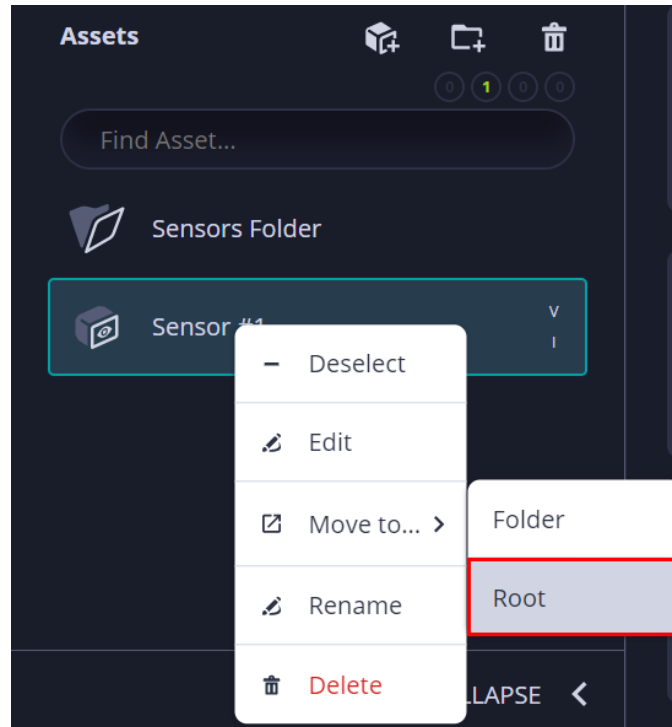 Assets
0 1 0 0
Find Asset...
Sensors Folder
Sensor #1
V
I
Deselect
Edit
Move to...
Folder
Root
Rename
Delete